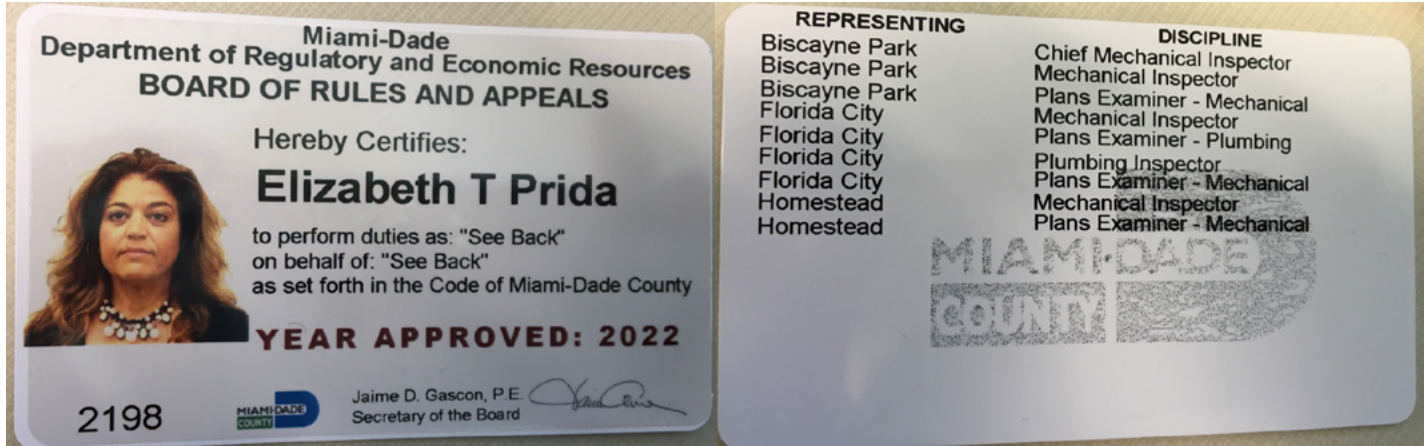 Miami-Dade
Department of Regulatory and Economic Resources
BOARD OF RULES AND APPEALS
Hereby Certifies:
Elizabeth T Prida
to perform duties as: "See Back"
on behalf of: "See Back"
as set forth in the Code of Miami-Dade County
YEAR APPROVED: 2022
2198
MIAMI-DADE
COUNTY
Jaime D. Gascon, P.E.
Secretary of the Board
REPRESENTING DISCIPLINE
Biscayne Park Chief Mechanical Inspector
Biscayne Park Mechanical Inspector
Biscayne Park Plans Examiner - Mechanical
Florida City Mechanical Inspector
Florida City Plans Examiner - Plumbing
Florida City Plumbing Inspector
Florida City Plans Examiner - Mechanical
Homestead Mechanical Inspector
Homestead Plans Examiner - Mechanical
MIAMI-DADE
COUNTY